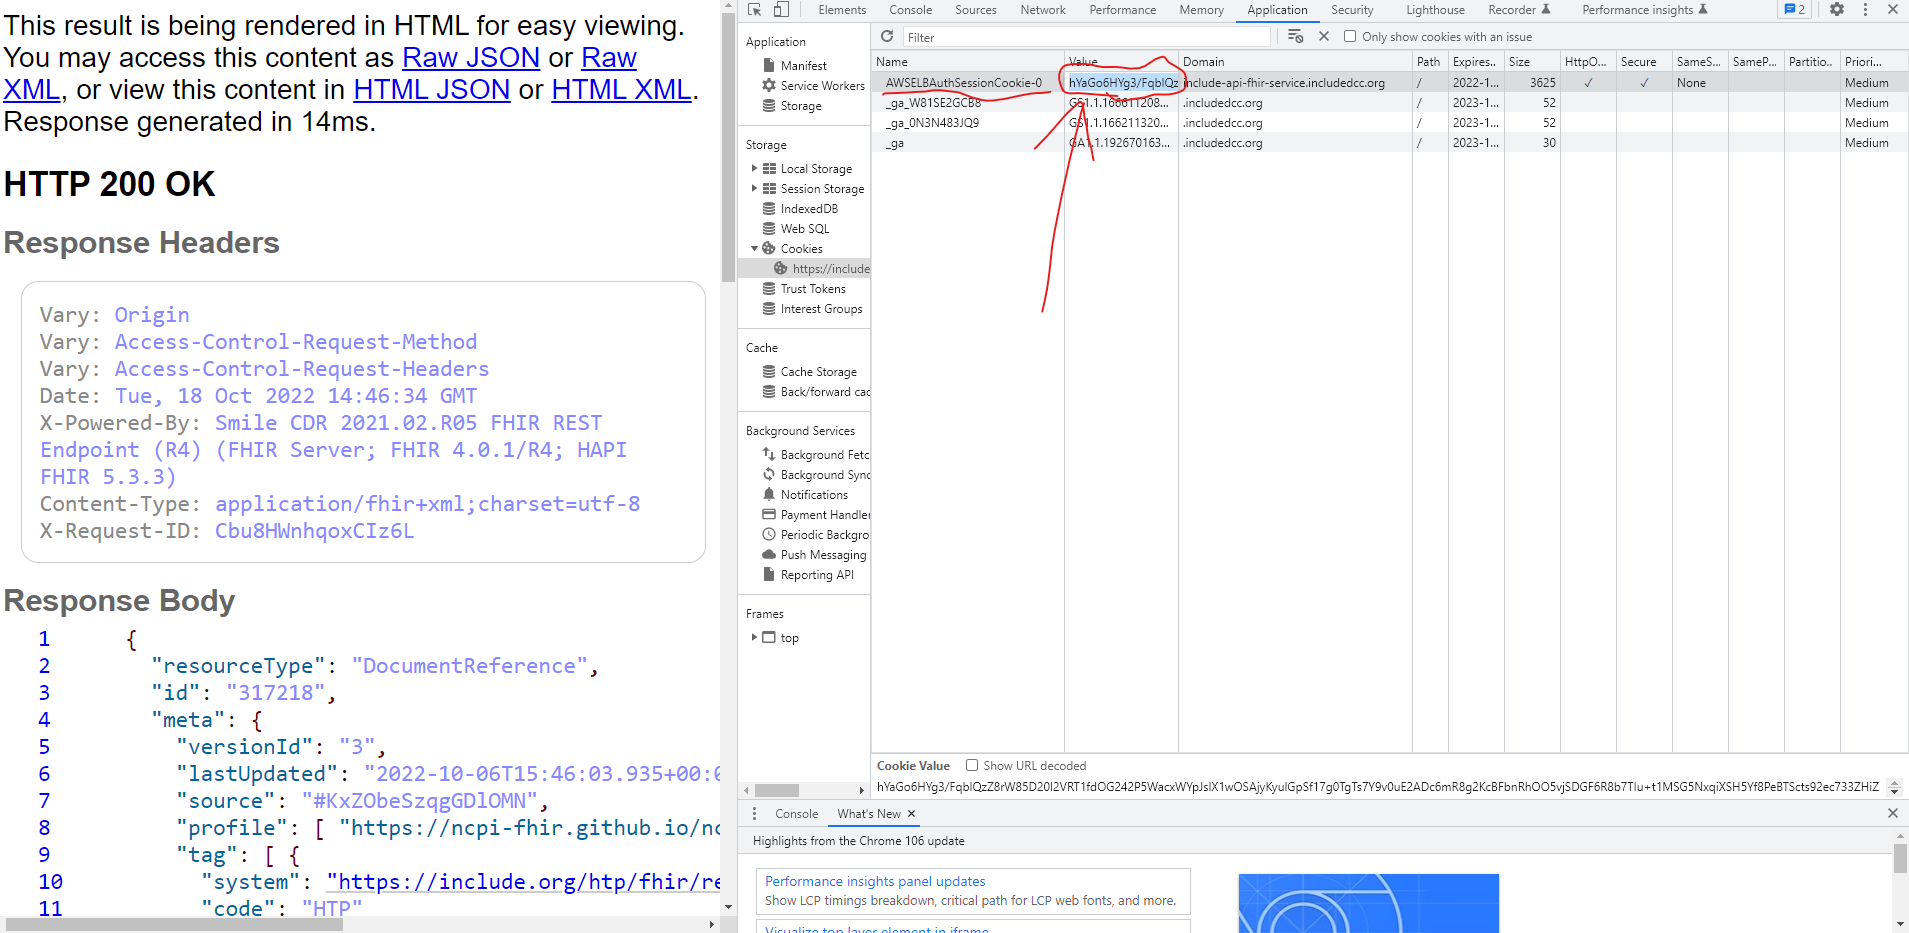 This result is being rendered in HTML for easy viewing.
You may access this content as Raw JSON or Raw
XML, or view this content in HTML JSON or HTML XML.
Response generated in 14ms.
HTTP 200 OK
Response Headers
Vary: Origin
Vary: Access-Control-Request-Method
Vary: Access-Control-Request-Headers
Date: Tue, 18 Oct 2022 14:46:34 GMT
X-Powered-By: Smile CDR 2021.02.R05 FHIR REST
Endpoint (R4) (FHIR Server; FHIR 4.0.1/R4; HAPI
FHIR 5.3.3)
Content-Type: application/fhir+xml;charset=utf-8
X-Request-ID: Cbu8HWnhqoxCIz6L
Response Body
1 {
2 "resourceType": "DocumentReference",
3 "id": "317218",
4 "meta": {
5 "versionId": "3",
6 "lastUpdated": "2022-10-06T15:46:03.935+00:0
7 "source": "#KxZObeSzqgGDlOMN",
8 "profile": [ "https://ncpi-fhir.github.io/nc
9 "tag": [ {
10 "system": "https://include.org/htp/fhir/re
11 "code": "HTP"
Elements Console Sources Network Performance Memory Application Security Lighthouse Recorder Performance insights 2
Application
Manifest
Service Workers
Storage
Storage
Local Storage
Session Storage
IndexedDB
Web SQL
Cookies
https://include
Trust Tokens
Interest Groups
Cache
Cache Storage
Back/forward cac
Background Services
Background Fetc
Background Sync
Notifications
Payment Handler
Periodic Backgro
Push Messaging
Reporting API
Frames
top
Filter Only show cookies with an issue
Name Value Domain Path Expires... Size HttpO... Secure SameS... SameP... Partitio.. Priori...
AWSELBAuthSessionCookie-0 hYaGo6HYg3/FqbIQz include-api-fhir-service.includedcc.org / 2022-1... 3625 ✓ ✓ None Medium
_ga_W81SE2GCB8 GS1.1.166611208... .includedcc.org / 2023-1... 52 Medium
_ga_0N3N483JQ9 GS1.1.166211320... .includedcc.org / 2023-1... 52 Medium
_ga GA1.1.192670163... .includedcc.org / 2023-1... 30 Medium
Cookie Value Show URL decoded
hYaGo6HYg3/FqbIQzZ8rW85D20I2VRT1fdOG242P5WacxWYpJslX1wOSAjyKyuIGpSf17g0TgTs7Y9v0uE2ADc6mR8g2KcBFbnRhOO5vjSDGF6R8b7TIu+t1MSG5NxqiXSH5Yf8PeBTScts92ec733ZHiZ
Console What's New
Highlights from the Chrome 106 update
Performance insights panel updates
Show LCP timings breakdown, critical path for LCP web fonts, and more.
Visualize top layer element in iframe